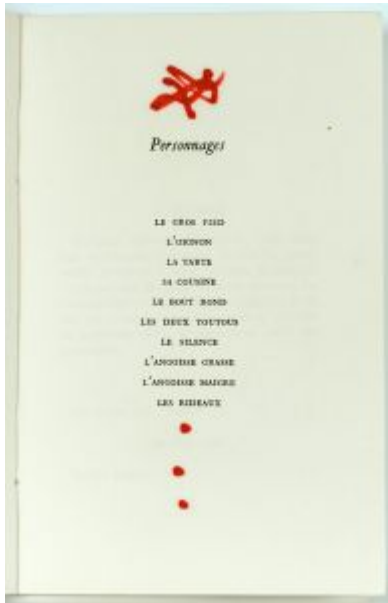 Personnages
LE GROS PIED
L'OIGNON
LA TARTE
SA COUSINE
LE BOUT ROND
LES DEUX TOUTOUS
LE SILENCE
L'ANGOISSE GRASSE
L'ANGOISSE MAIGRE
LES RIDEAUX